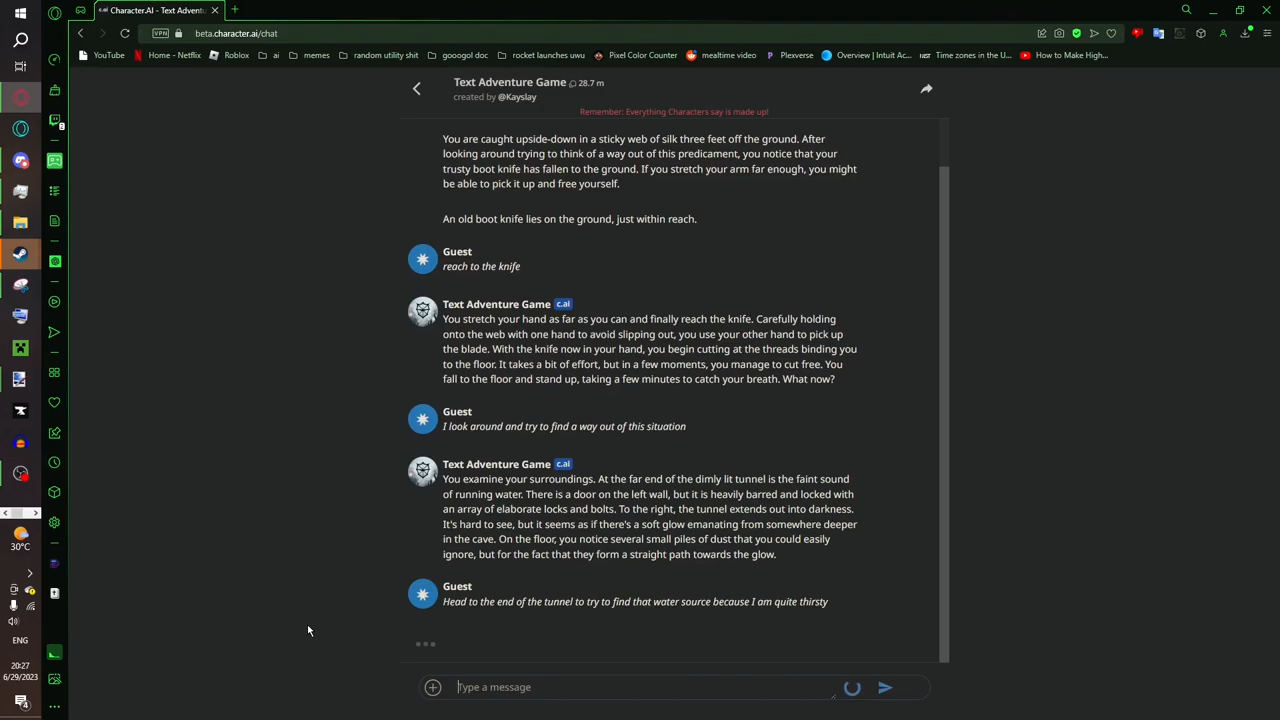 Character.AI - Text Adventu
beta.character.ai/chat
VPN
YouTube
Home - Netflix
Roblox
ai
memes
random utility shit
gooogol doc
rocket launches uwu
Pixel Color Counter
mealtime video
Plexverse
Overview | Intuit Ac...
Time zones in the U...
How to Make High...
Text Adventure Game 28.7 m
created by @Kayslay
Remember: Everything Characters say is made up!
You are caught upside-down in a sticky web of silk three feet off the ground. After
looking around trying to think of a way out of this predicament, you notice that your
trusty boot knife has fallen to the ground. If you stretch your arm far enough, you might
be able to pick it up and free yourself.
An old boot knife lies on the ground, just within reach.
Guest
reach to the knife
Text Adventure Game c.ai
You stretch your hand as far as you can and finally reach the knife. Carefully holding
onto the web with one hand to avoid slipping out, you use your other hand to pick up
the blade. With the knife now in your hand, you begin cutting at the threads binding you
to the floor. It takes a bit of effort, but in a few moments, you manage to cut free. You
fall to the floor and stand up, taking a few minutes to catch your breath. What now?
Guest
I look around and try to find a way out of this situation
Text Adventure Game c.ai
You examine your surroundings. At the far end of the dimly lit tunnel is the faint sound
of running water. There is a door on the left wall, but it is heavily barred and locked with
an array of elaborate locks and bolts. To the right, the tunnel extends out into darkness.
It's hard to see, but it seems as if there's a soft glow emanating from somewhere deeper
in the cave. On the floor, you notice several small piles of dust that you could easily
ignore, but for the fact that they form a straight path towards the glow.
Guest
Head to the end of the tunnel to try to find that water source because I am quite thirsty
Type a message
30°C
ENG
20:27
6/29/2023
4
2